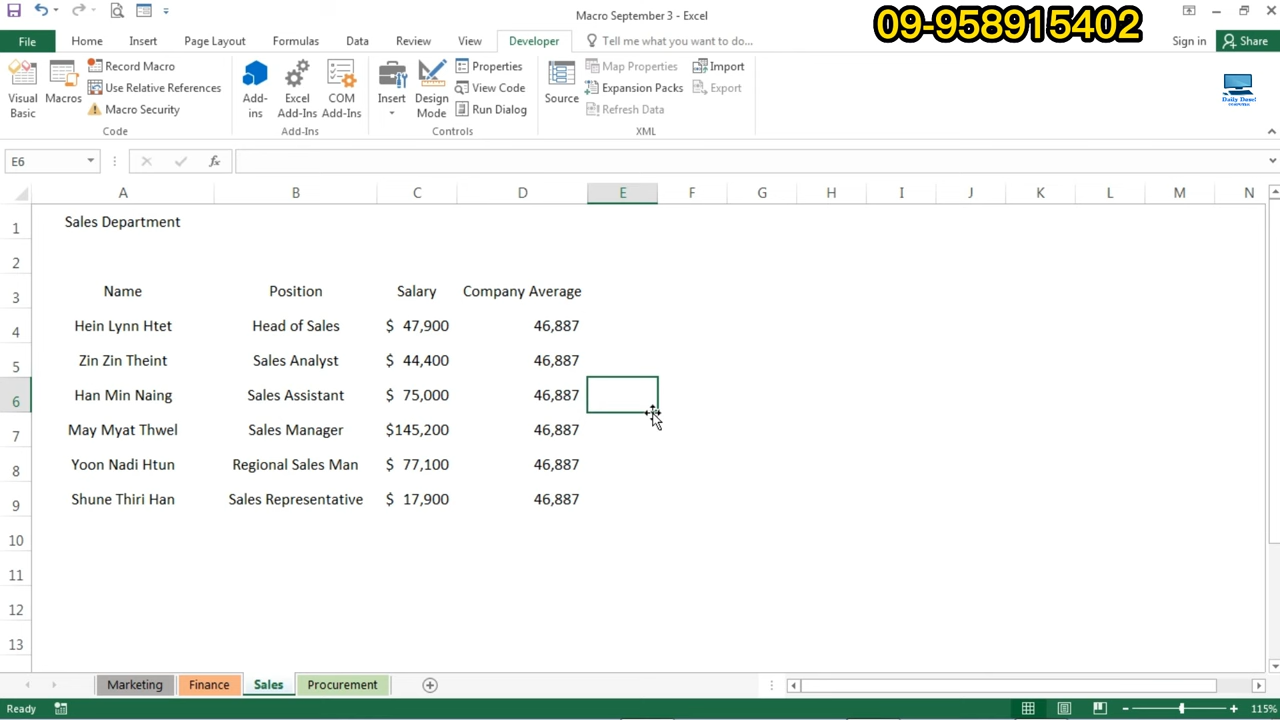 Macro September 3 - Excel
09-958915402
File Home Insert Page Layout Formulas Data Review View Developer Tell me what you want to do... Sign in Share
Record Macro
Use Relative References
Macro Security
Visual Basic
Macros
Code
Add-ins
Excel Add-Ins
COM Add-Ins
Add-Ins
Insert
Design Mode
Properties
View Code
Run Dialog
Controls
Source
Map Properties
Expansion Packs
Refresh Data
Import
Export
XML
Daily Dose!
E6
fx
A B C D E F G H I J K L M N
1 Sales Department
2
3 Name Position Salary Company Average
4 Hein Lynn Htet Head of Sales $ 47,900 46,887
5 Zin Zin Theint Sales Analyst $ 44,400 46,887
6 Han Min Naing Sales Assistant $ 75,000 46,887
7 May Myat Thwel Sales Manager $145,200 46,887
8 Yoon Nadi Htun Regional Sales Man $ 77,100 46,887
9 Shune Thiri Han Sales Representative $ 17,900 46,887
10
11
12
13
Marketing Finance Sales Procurement
Ready 115%